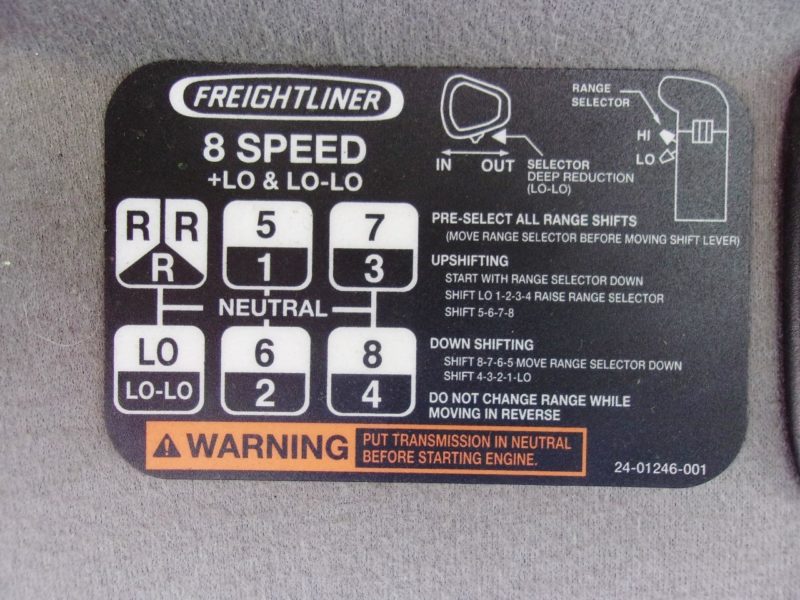 FREIGHTLINER
8 SPEED
+LO & LO-LO
IN OUT
SELECTOR
DEEP REDUCTION
(LO-LO)
RANGE
SELECTOR
HI
LO
R R 5 7
R 1 3
NEUTRAL
LO 6 8
LO-LO 2 4
PRE-SELECT ALL RANGE SHIFTS
(MOVE RANGE SELECTOR BEFORE MOVING SHIFT LEVER)
UPSHIFTING
START WITH RANGE SELECTOR DOWN
SHIFT LO 1-2-3-4 RAISE RANGE SELECTOR
SHIFT 5-6-7-8
DOWN SHIFTING
SHIFT 8-7-6-5 MOVE RANGE SELECTOR DOWN
SHIFT 4-3-2-1-LO
DO NOT CHANGE RANGE WHILE
MOVING IN REVERSE
WARNING
PUT TRANSMISSION IN NEUTRAL
BEFORE STARTING ENGINE.
24-01246-001